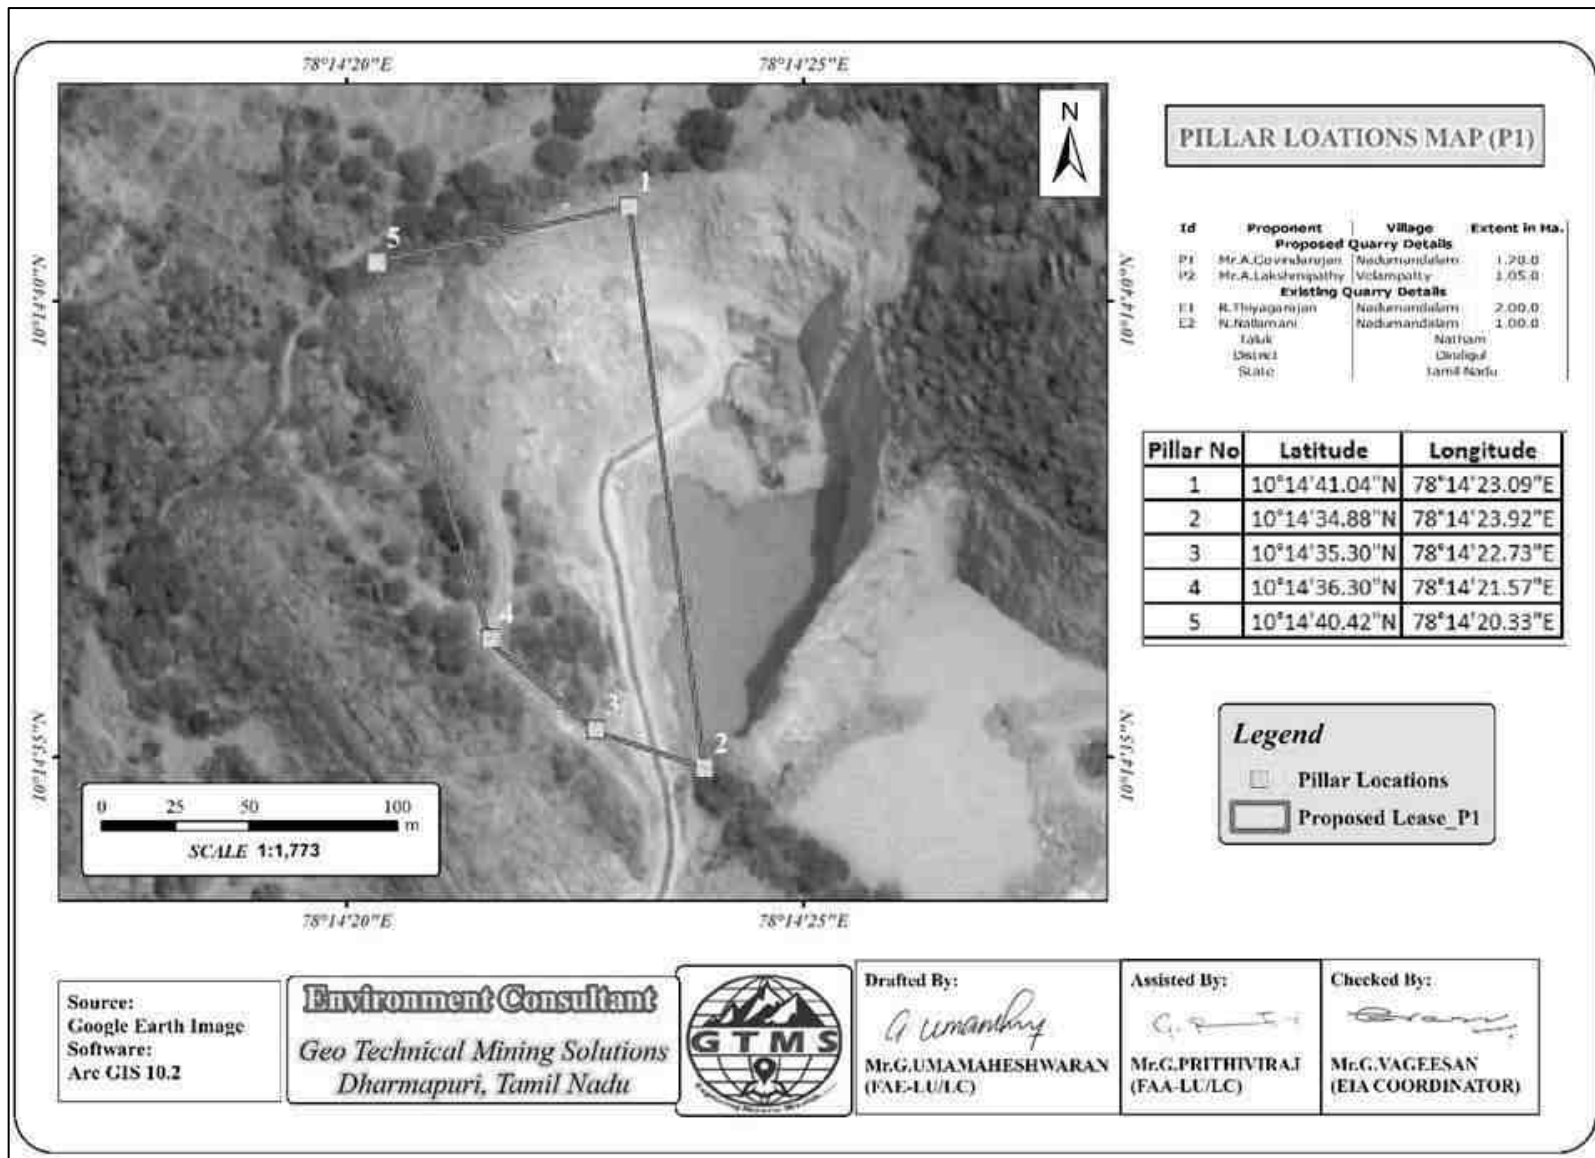 78°14'20"E
78°14'25"E
N
PILLAR LOATIONS MAP (P1)
1
5
4
3
2
10°14'40"N
10°14'40"N
10°14'35"N
10°14'35"N
Id Proponent Village Extent in Ha.
Proposed Quarry Details
P1 Mr.A.Govindarajan Nadumandalam 1.20.0
P2 Mr.A.Lakshmipathy Velampatty 1.05.0
Existing Quarry Details
E1 R.Thiyagarajan Nadumandalam 2.00.0
E2 N.Nallamani Nadumandalam 1.00.0
Taluk Natham
District Dindigul
State Tamil Nadu
Pillar No Latitude Longitude
1 10°14'41.04"N 78°14'23.09"E
2 10°14'34.88"N 78°14'23.92"E
3 10°14'35.30"N 78°14'22.73"E
4 10°14'36.30"N 78°14'21.57"E
5 10°14'40.42"N 78°14'20.33"E
Legend
Pillar Locations
Proposed Lease_P1
0 25 50 100
m
SCALE 1:1,773
78°14'20"E
78°14'25"E
Source:
Google Earth Image
Software:
Arc GIS 10.2
Environment Consultant
Geo Technical Mining Solutions
Dharmapuri, Tamil Nadu
GTMS
Drafted By:
G Umamhy
Mr.G.UMAMAHESHWARAN
(FAE-LU/LC)
Assisted By:
Mr.G.PRITHIVIRAJ
(FAA-LU/LC)
Checked By:
Mr.G.VAGEESAN
(EIA COORDINATOR)